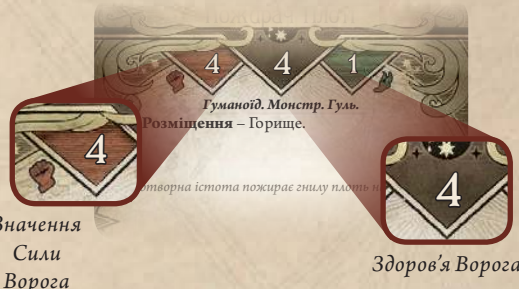 4 4 1
Гуманоїд. Монстр. Гуль.
Розміщення – Горище.
4
4
отворна істота пожирає гнилу плоть
Значення
Сили
Ворога
Здоров'я Ворога